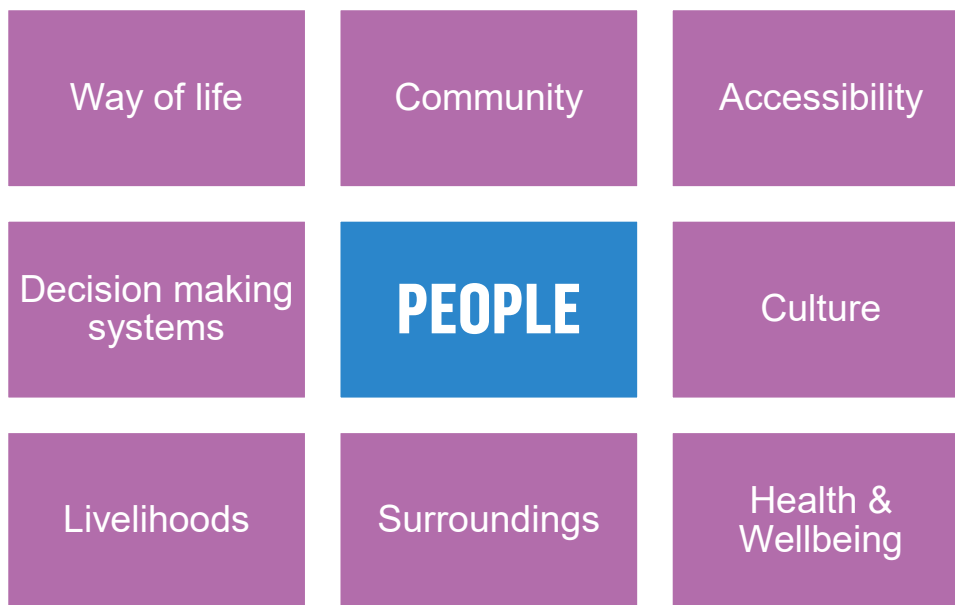 Way of life
Community
Accessibility
Decision making
systems
PEOPLE
Culture
Livelihoods
Surroundings
Health &
Wellbeing